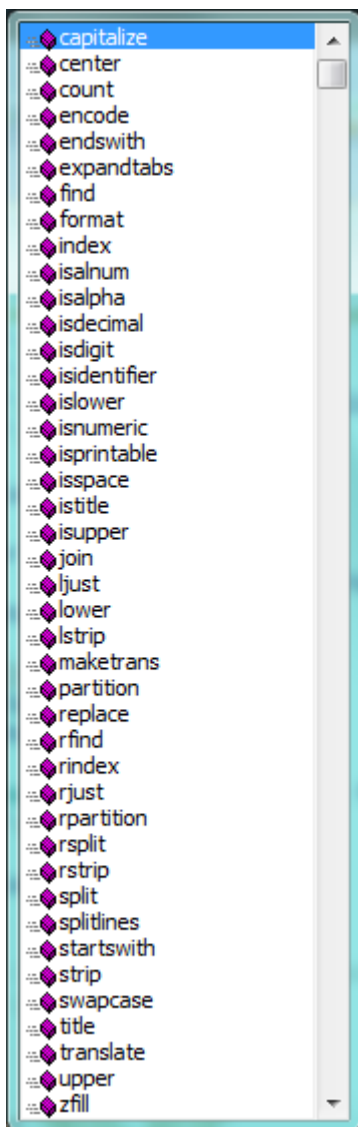 capitalize
center
count
encode
endswith
expandtabs
find
format
index
isalnum
isalpha
isdecimal
isdigit
isidentifier
islower
isnumeric
isprintable
isspace
istitle
isupper
join
ljust
lower
lstrip
maketrans
partition
replace
rfind
rindex
rjust
rpartition
rsplit
rstrip
split
splitlines
startswith
strip
swapcase
title
translate
upper
zfill